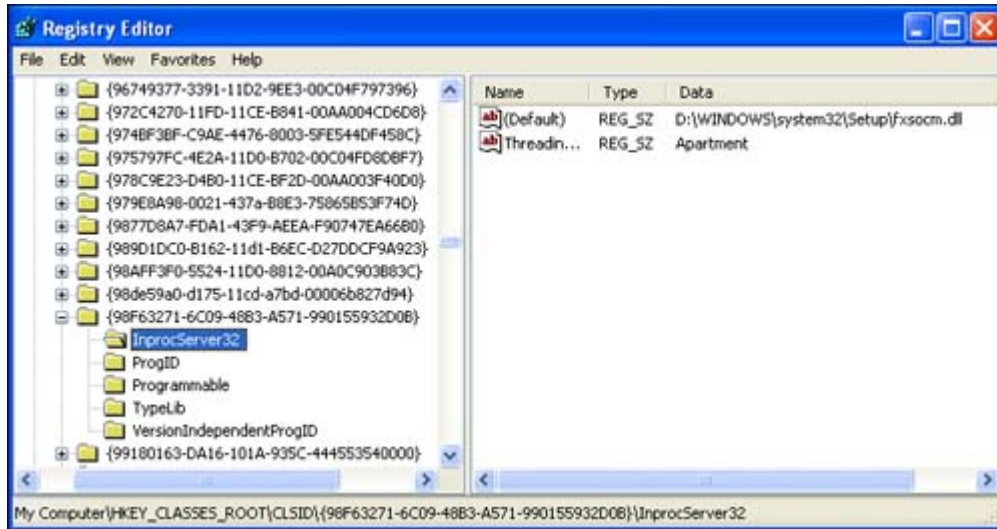 Registry Editor
File Edit View Favorites Help
{96749377-3391-11D2-9EE3-00C04F797396}
{972C4270-11FD-11CE-B841-00AA004CD6D8}
{974BF3BF-C9AE-4476-8003-5FE544DF458C}
{975797FC-4E2A-11D0-B702-00C04FD8DBF7}
{978C9E23-D4B0-11CE-BF2D-00AA003F40D0}
{979E8A98-0021-437a-B8E3-75865B53F74D}
{9877D8A7-FDA1-43F9-AEEA-F90747EA66B0}
{989D1DC0-B162-11d1-B6EC-D27DDCF9A923}
{98AFF3F0-5524-11D0-8812-00A0C903B83C}
{98de59a0-d175-11cd-a7bd-00006b827d94}
{98F63271-6C09-48B3-A571-990155932D0B}
InprocServer32
ProgID
Programmable
TypeLib
VersionIndependentProgID
{99180163-DA16-101A-935C-444553540000}
Name Type Data
(Default) REG_SZ D:\WINDOWS\system32\Setup\fxsocm.dll
Threadin... REG_SZ Apartment
My Computer\HKEY_CLASSES_ROOT\CLSID\{98F63271-6C09-48B3-A571-990155932D0B}\InprocServer32